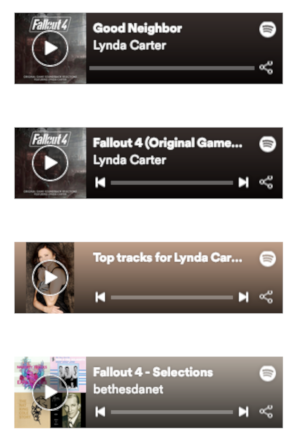 Fallout 4
Good Neighbor
Lynda Carter
Fallout 4
Fallout 4 (Original Game...
Lynda Carter
Top tracks for Lynda Car...
Fallout 4 - Selections
bethesdanet